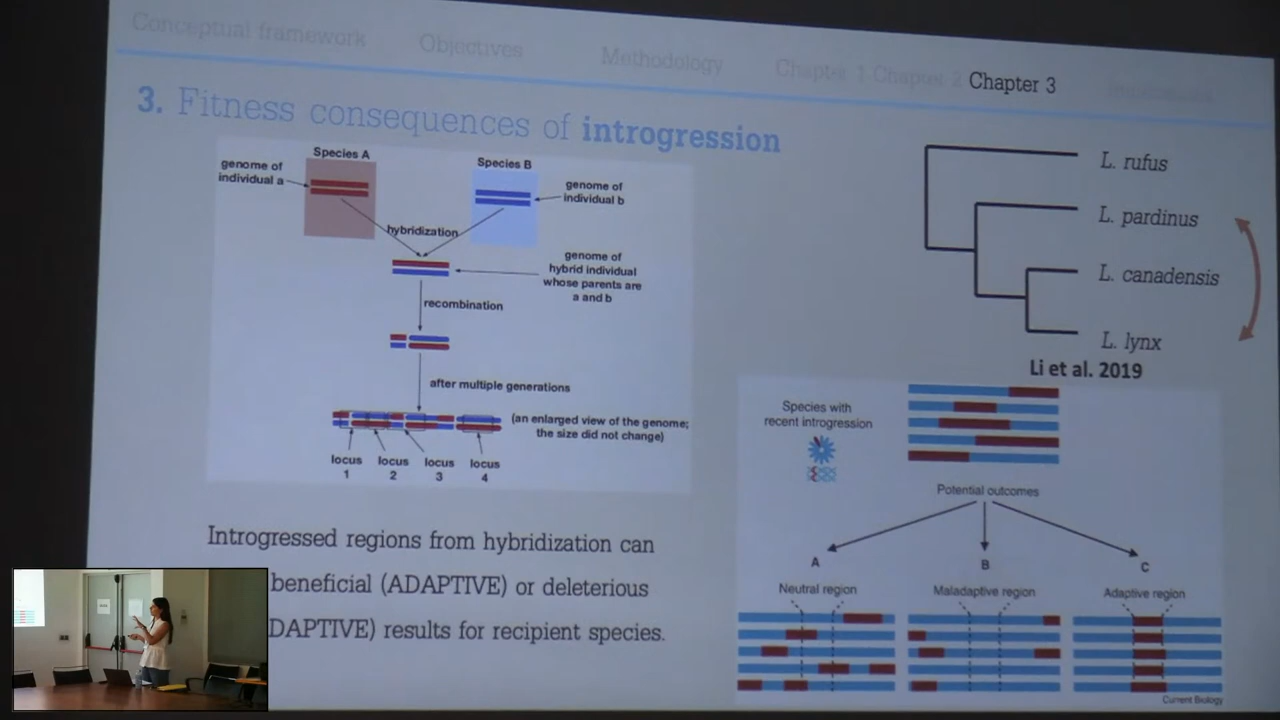 Conceptual framework
Objectives
Methodology
Chapter 1 Chapter 2 Chapter 3
3. Fitness consequences of introgression
Species A
Species B
genome of
individual a
genome of
individual b
hybridization
genome of
hybrid individual
whose parents are
a and b
recombination
after multiple generations
(an enlarged view of the genome;
the size did not change)
locus
1
locus
2
locus
3
locus
4
Introgressed regions from hybridization can
beneficial (ADAPTIVE) or deleterious
DAPTIVE) results for recipient species.
L. rufus
L. pardinus
L. canadensis
L. lynx
Li et al. 2019
Species with
recent introgression
Potential outcomes
A
B
C
Neutral region
Maladaptive region
Adaptive region
Current Biology